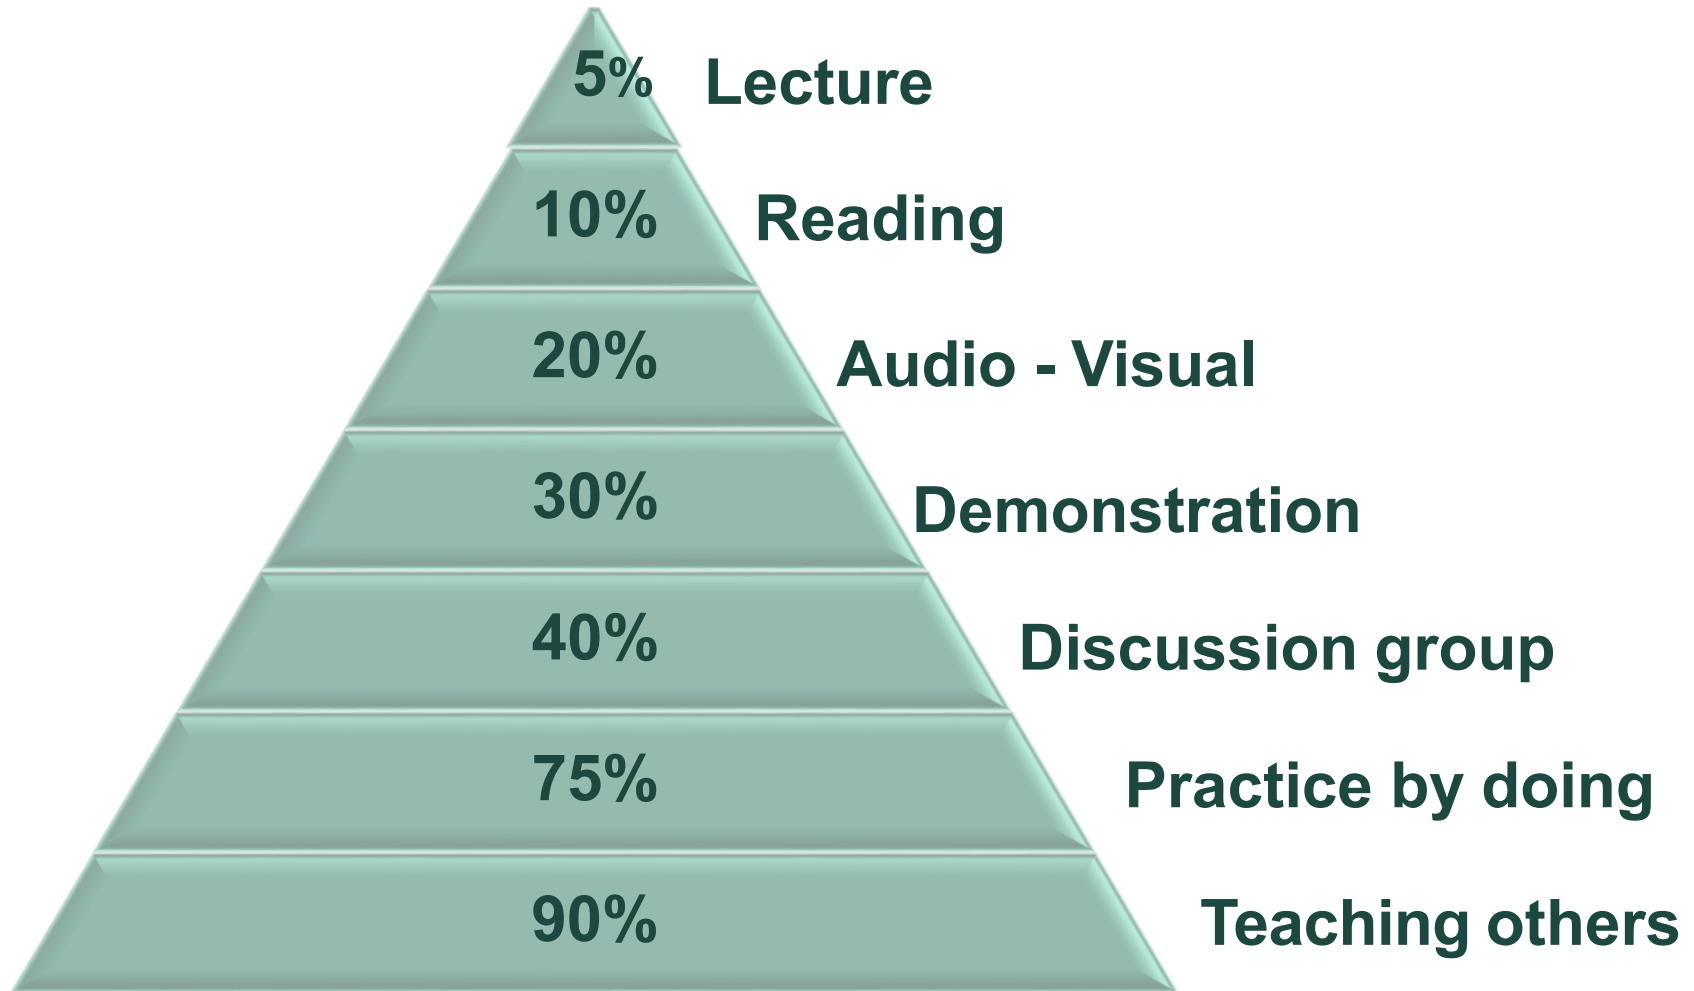 5% Lecture
10% Reading
20% Audio - Visual
30% Demonstration
40% Discussion group
75% Practice by doing
90% Teaching others